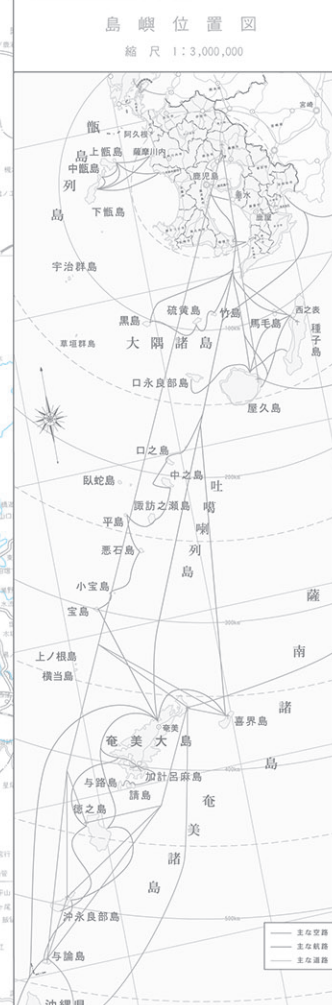 島嶼位置図
縮尺 1:3,000,000
宮崎
甑島列島
阿久根
上甑島
薩摩川内
中甑島
鹿児島
垂水
鹿屋
下甑島
宇治群島
硫黄島
竹島
黒島
馬毛島
西之表
種子島
草垣群島
大隅諸島
口永良部島
屋久島
口之島
中之島
臥蛇島
吐噶喇列島
諏訪之瀬島
平島
悪石島
小宝島
宝島
薩南諸島
上ノ根島
横当島
喜界島
奄美
奄美大島
加計呂麻島
与路島
請島
徳之島
奄美諸島
沖永良部島
与論島
沖縄県
主な空路
主な航路
主な道路